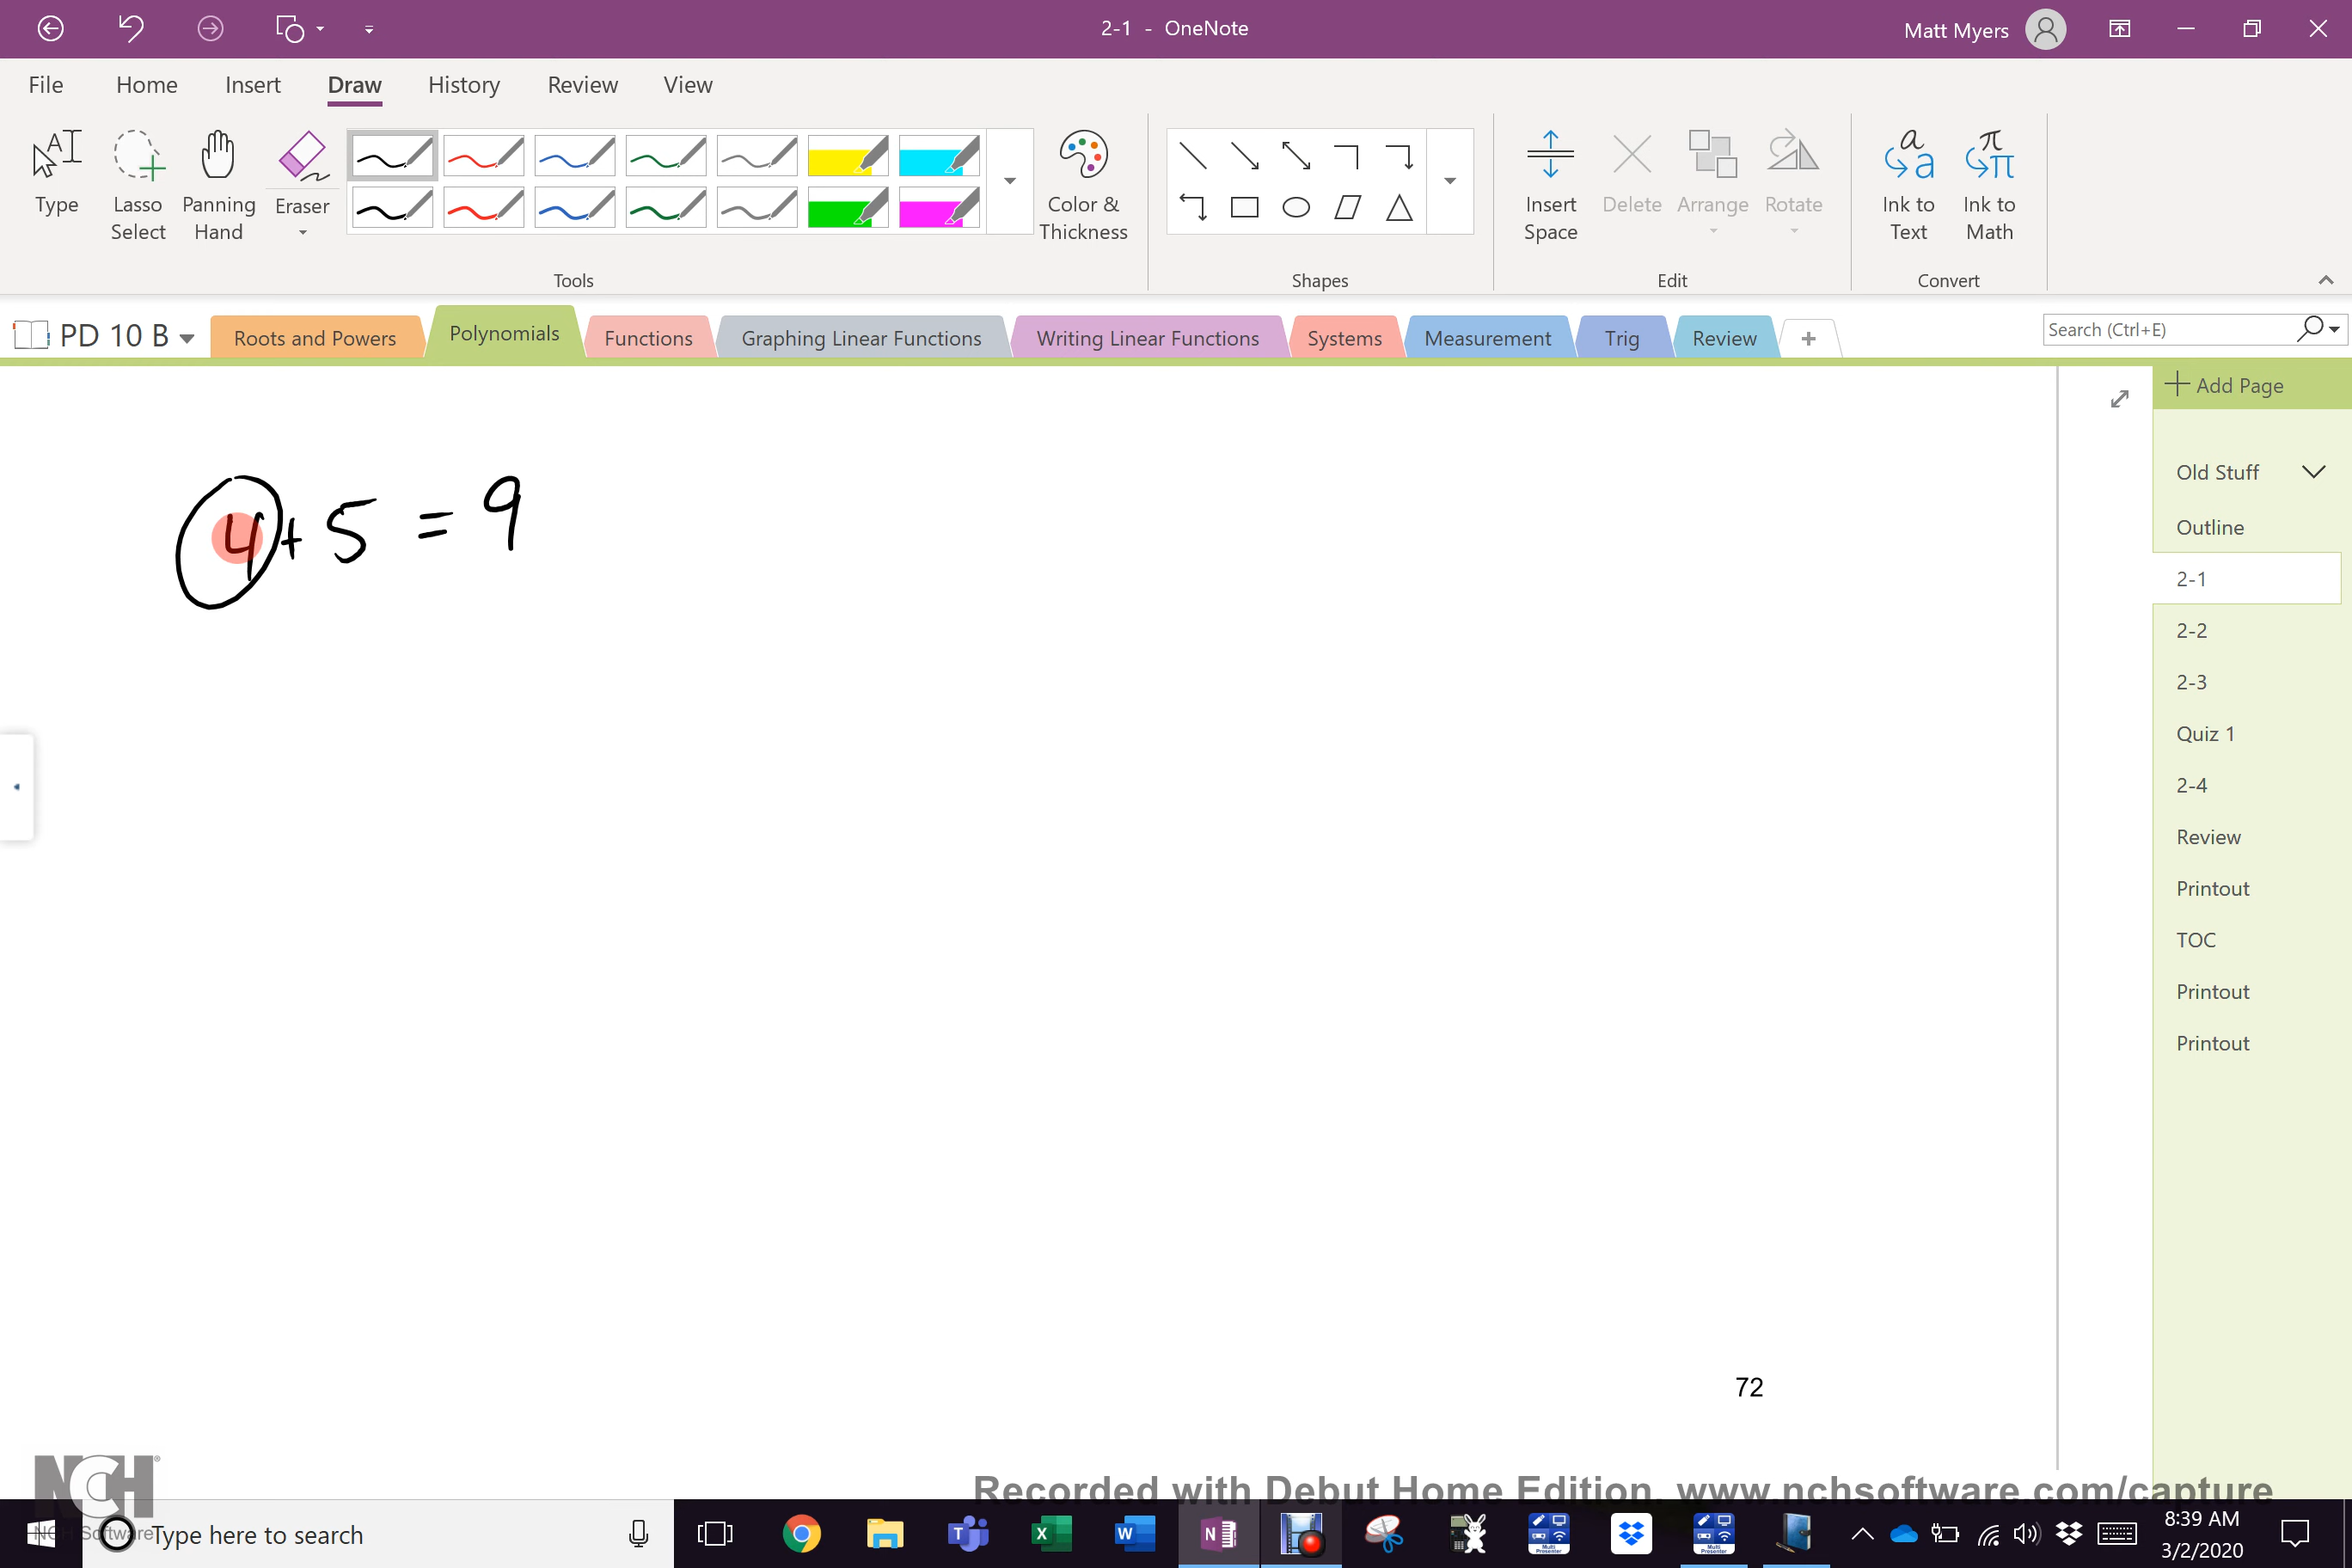 2-1 - OneNote
Matt Myers
File Home Insert Draw History Review View
Type
Lasso Select
Panning Hand
Eraser
Color & Thickness
Insert Space
Delete
Arrange
Rotate
Ink to Text
Ink to Math
Tools Shapes Edit Convert
PD 10 B Roots and Powers Polynomials Functions Graphing Linear Functions Writing Linear Functions Systems Measurement Trig Review + Search (Ctrl+E)
Add Page
4 + 5 = 9
Old Stuff
Outline
2-1
2-2
2-3
Quiz 1
2-4
Review
Printout
TOC
Printout
Printout
72
NCH®
NCH Software
Recorded with Debut Home Edition. www.nchsoftware.com/capture
Type here to search
8:39 AM
3/2/2020